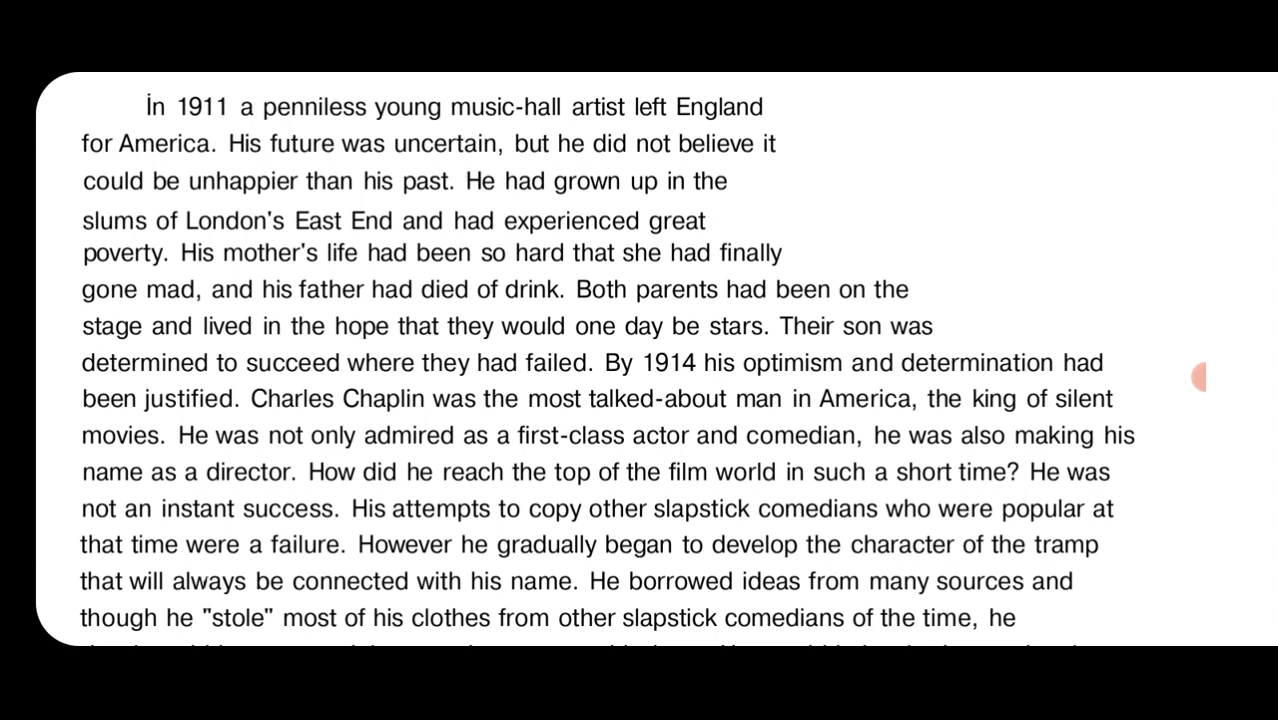 In 1911 a penniless young music-hall artist left England
for America. His future was uncertain, but he did not believe it
could be unhappier than his past. He had grown up in the
slums of London's East End and had experienced great
poverty. His mother's life had been so hard that she had finally
gone mad, and his father had died of drink. Both parents had been on the
stage and lived in the hope that they would one day be stars. Their son was
determined to succeed where they had failed. By 1914 his optimism and determination had
been justified. Charles Chaplin was the most talked-about man in America, the king of silent
movies. He was not only admired as a first-class actor and comedian, he was also making his
name as a director. How did he reach the top of the film world in such a short time? He was
not an instant success. His attempts to copy other slapstick comedians who were popular at
that time were a failure. However he gradually began to develop the character of the tramp
that will always be connected with his name. He borrowed ideas from many sources and
though he "stole" most of his clothes from other slapstick comedians of the time, he